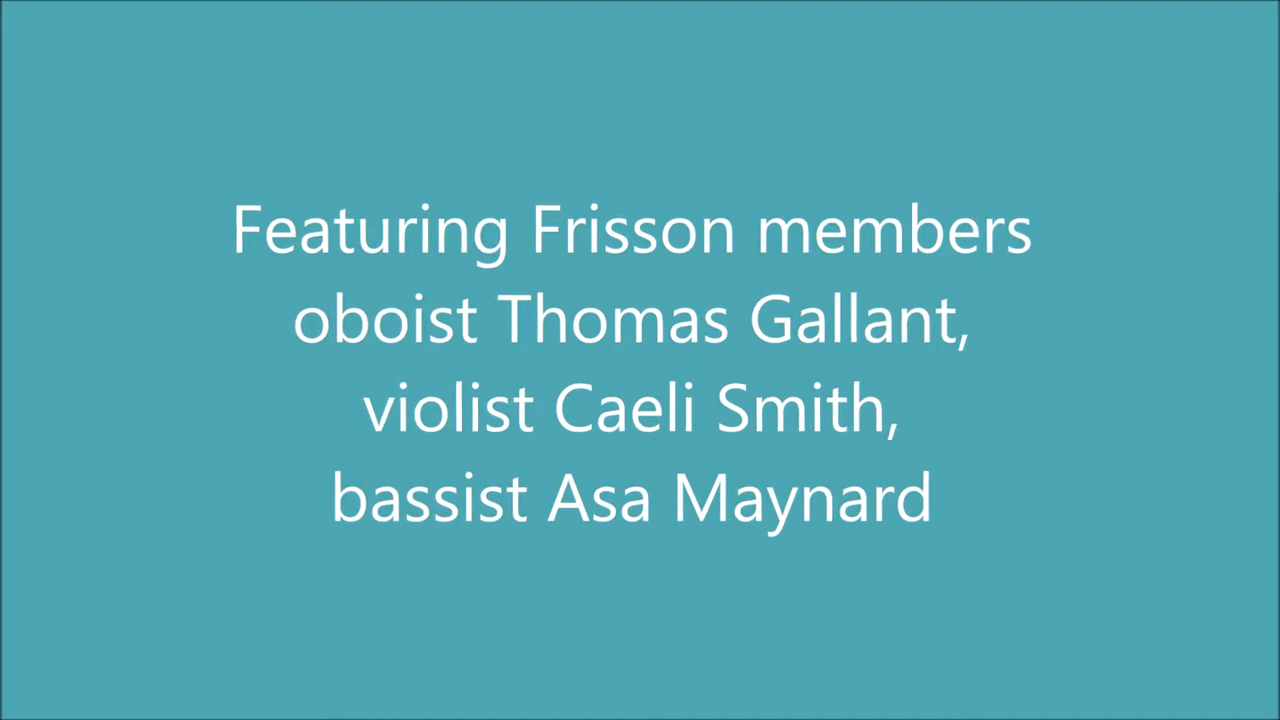 Featuring Frisson members
oboist Thomas Gallant,
violist Caeli Smith,
bassist Asa Maynard